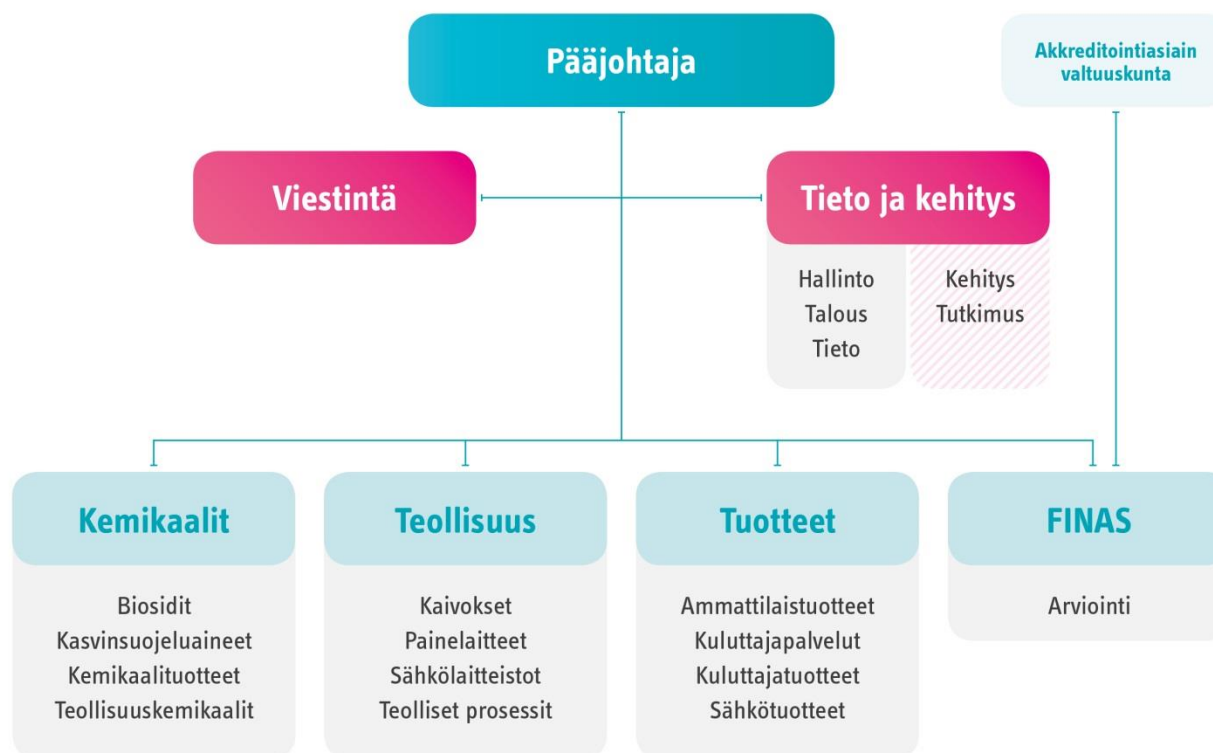 Pääjohtaja
Akkreditointiasiain
valtuuskunta
Viestintä
Tieto ja kehitys
Hallinto
Talous
Tieto
Kehitys
Tutkimus
Kemikaalit
Biosidit
Kasvinsuojeluaineet
Kemikaalituotteet
Teollisuuskemikaalit
Teollisuus
Kaivokset
Painelaitteet
Sähkölaitteistot
Teolliset prosessit
Tuotteet
Ammattilaistuotteet
Kuluttajapalvelut
Kuluttajatuotteet
Sähkötuotteet
FINAS
Arviointi